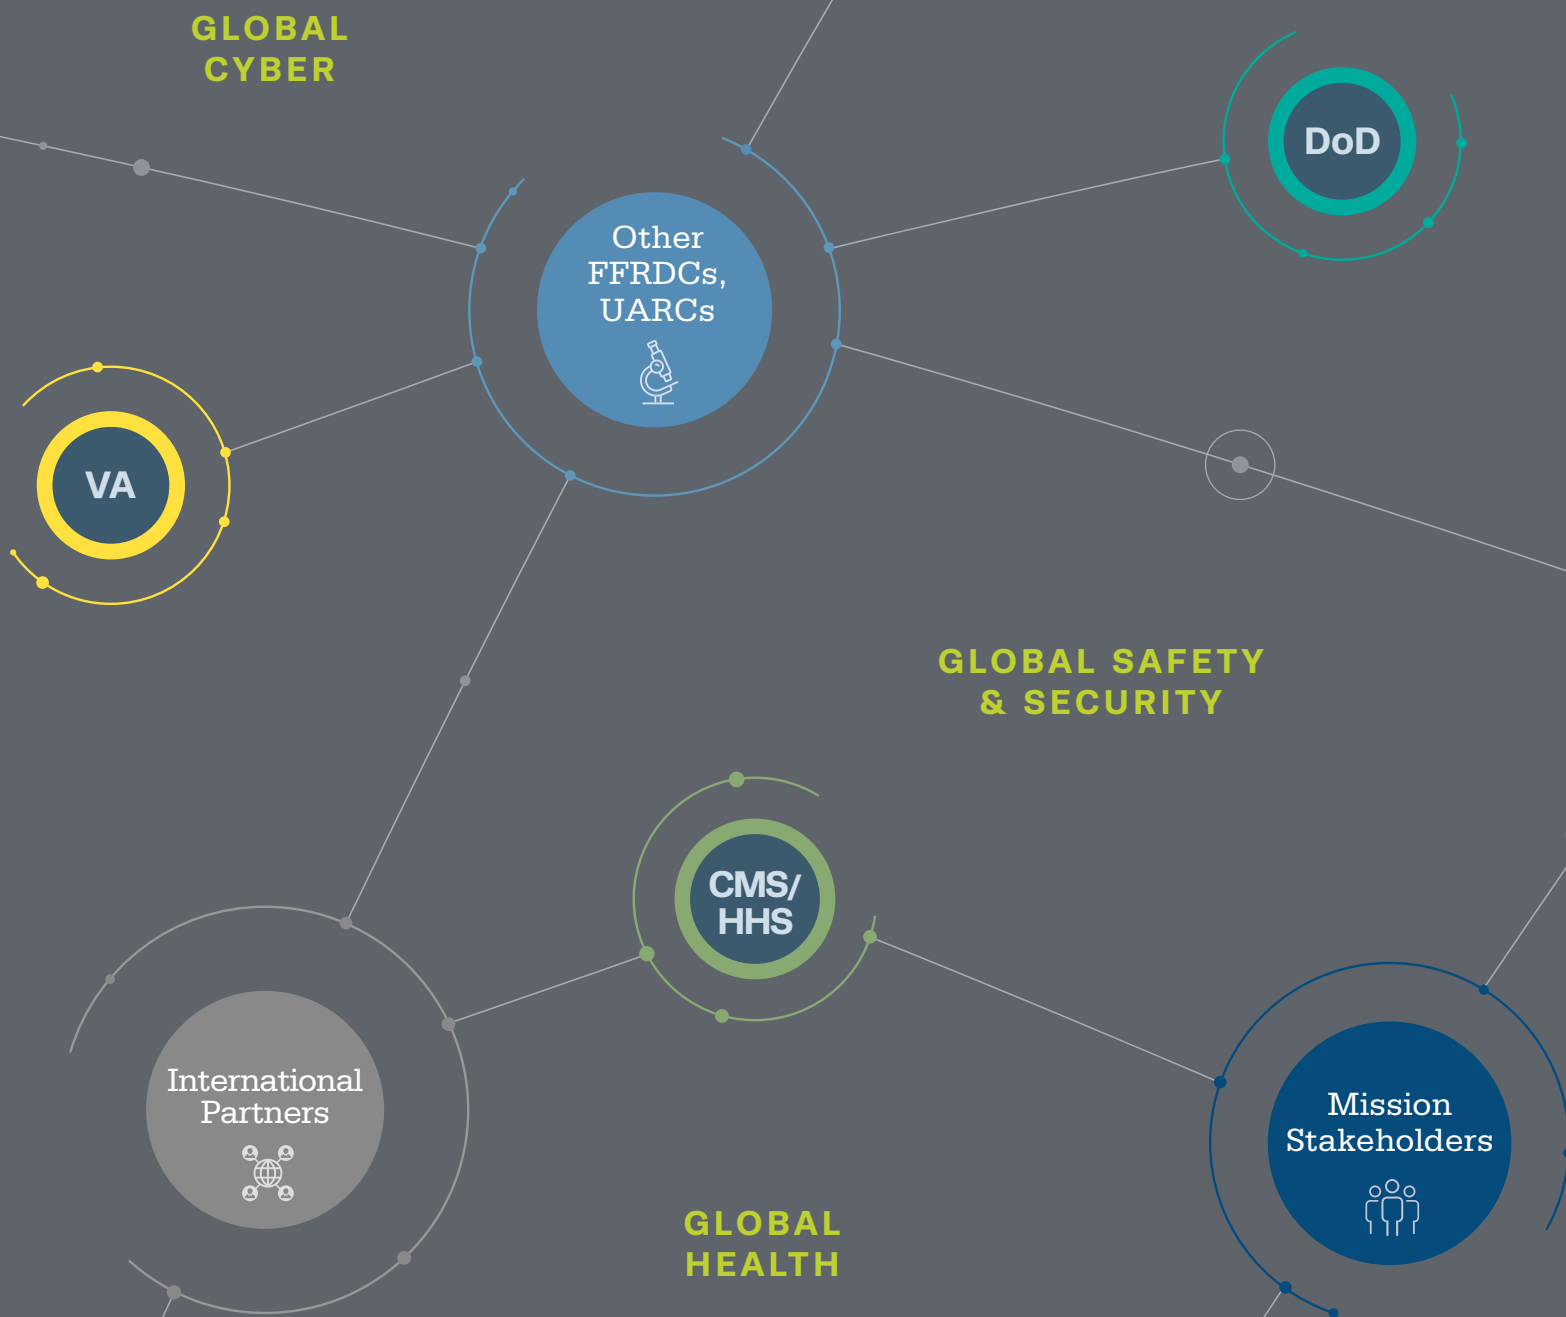 GLOBAL
CYBER
DoD
Other
FFRDCs,
UARCs
VA
GLOBAL SAFETY
& SECURITY
CMS/
HHS
International
Partners
Mission
Stakeholders
GLOBAL
HEALTH